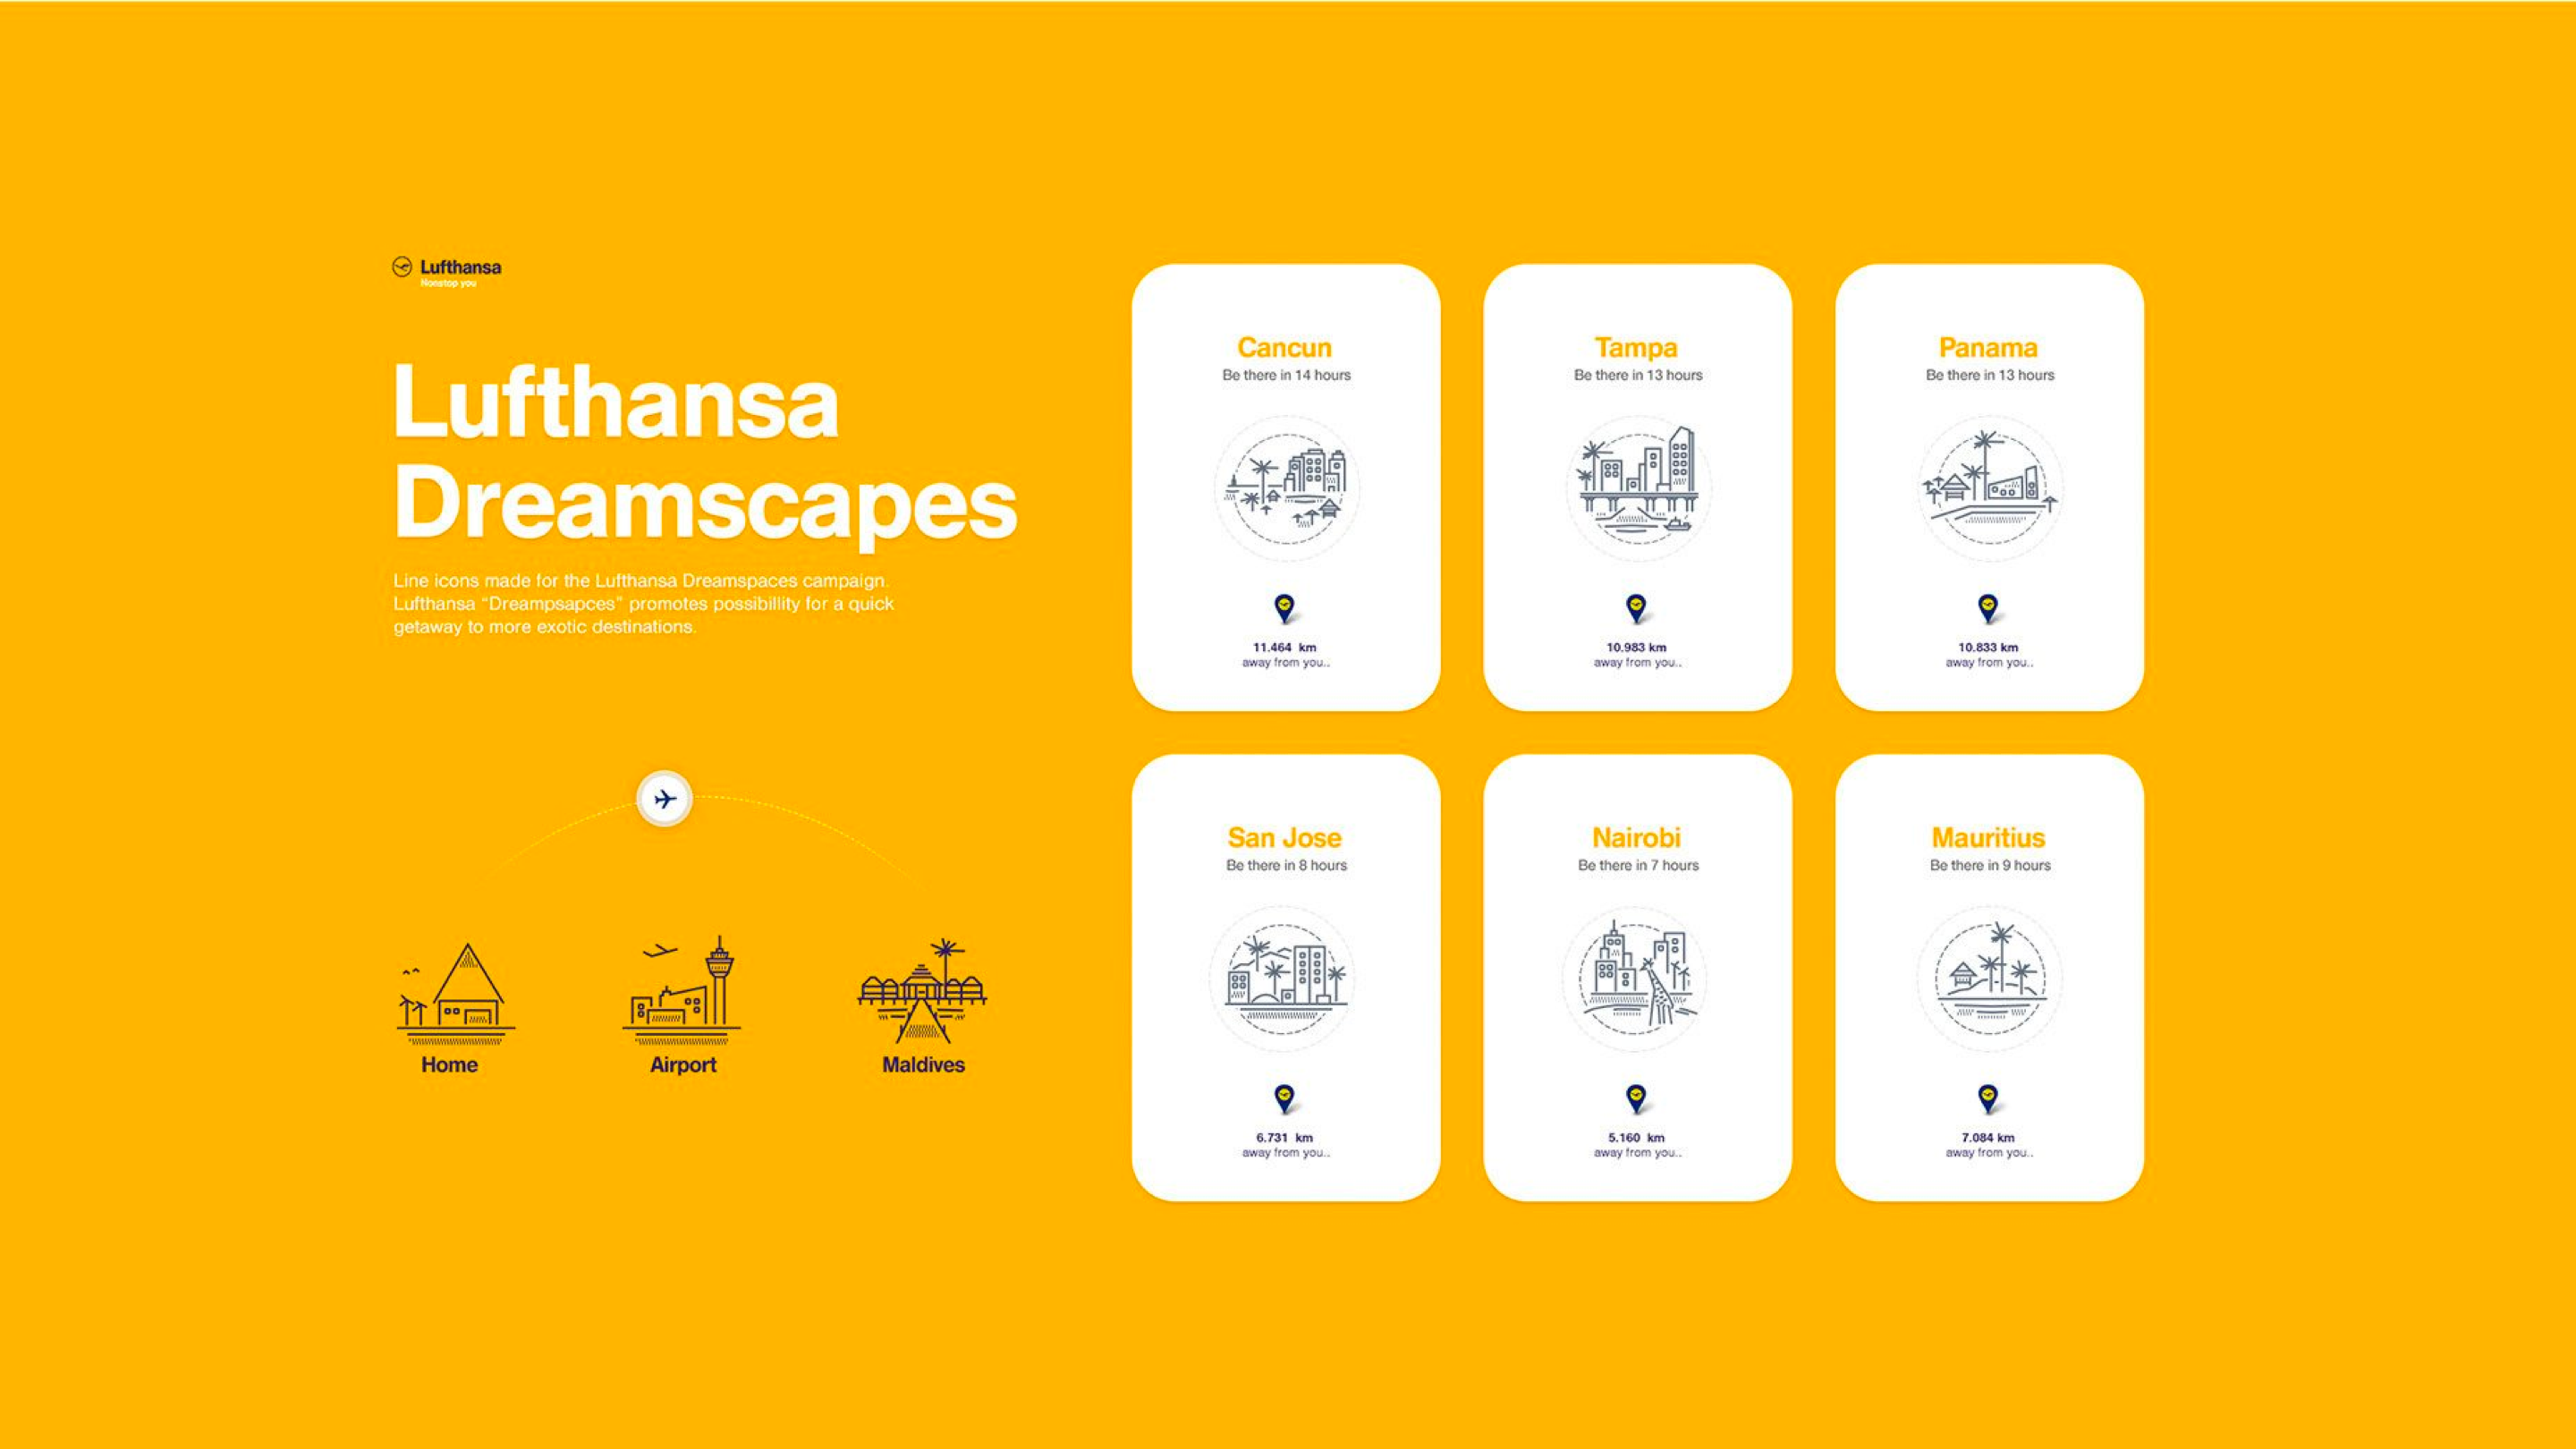 Lufthansa
Nonstop you
Lufthansa
Dreamscapes
Line icons made for the Lufthansa Dreamspaces campaign.
Lufthansa “Dreampsapces” promotes possibillity for a quick
getaway to more exotic destinations.
Home
Airport
Maldives
Cancun
Be there in 14 hours
11.464 km
away from you..
Tampa
Be there in 13 hours
10.983 km
away from you..
Panama
Be there in 13 hours
10.833 km
away from you..
San Jose
Be there in 8 hours
6.731 km
away from you..
Nairobi
Be there in 7 hours
5.160 km
away from you..
Mauritius
Be there in 9 hours
7.084 km
away from you..